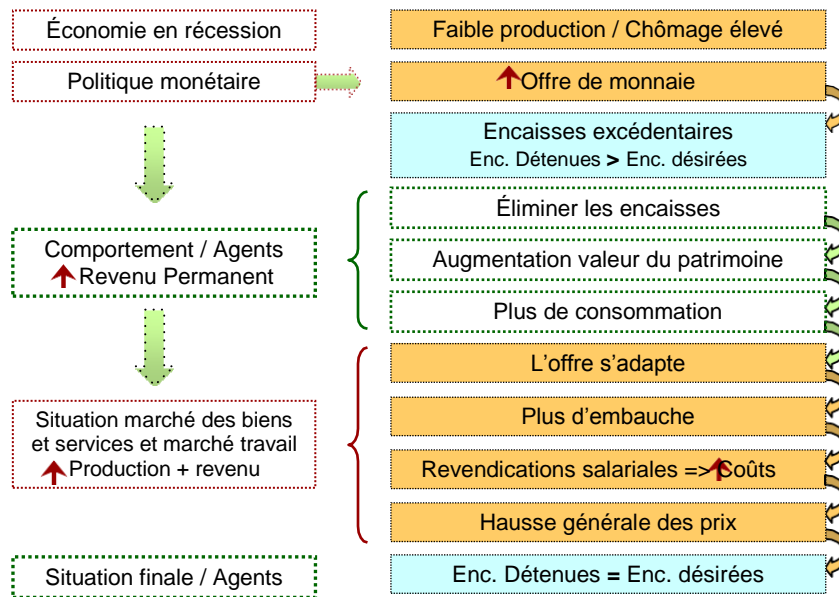 Économie en récession
Faible production / Chômage élevé
Politique monétaire
Offre de monnaie
Encaisses excédentaires
Enc. Détenues > Enc. désirées
Comportement / Agents
Revenu Permanent
Éliminer les encaisses
Augmentation valeur du patrimoine
Plus de consommation
Situation marché des biens
et services et marché travail
Production + revenu
L'offre s'adapte
Plus d'embauche
Revendications salariales => Coûts
Hausse générale des prix
Situation finale / Agents
Enc. Détenues = Enc. désirées